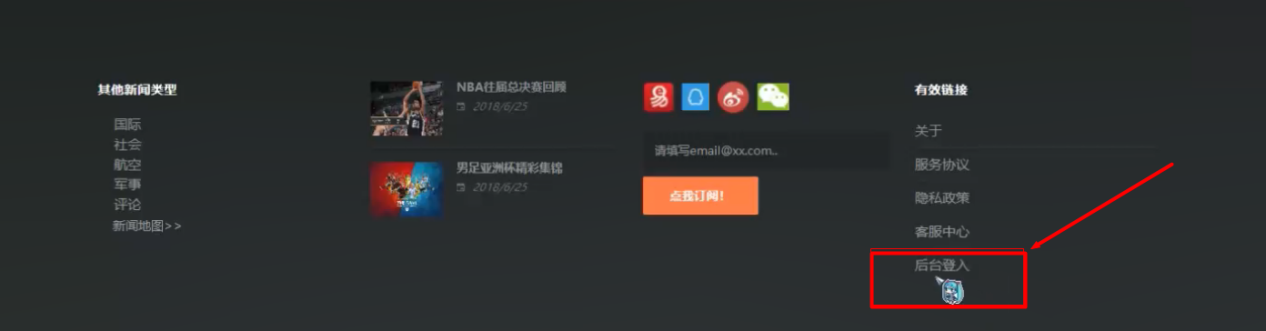 其他新闻类型
国际
社会
航空
军事
评论
新闻地图>>
NBA往届总决赛回顾
2018/6/25
男足亚洲杯精彩集锦
2018/6/25
请填写email@xx.com..
点我订阅!
有效链接
关于
服务协议
隐私政策
客服中心
后台登入